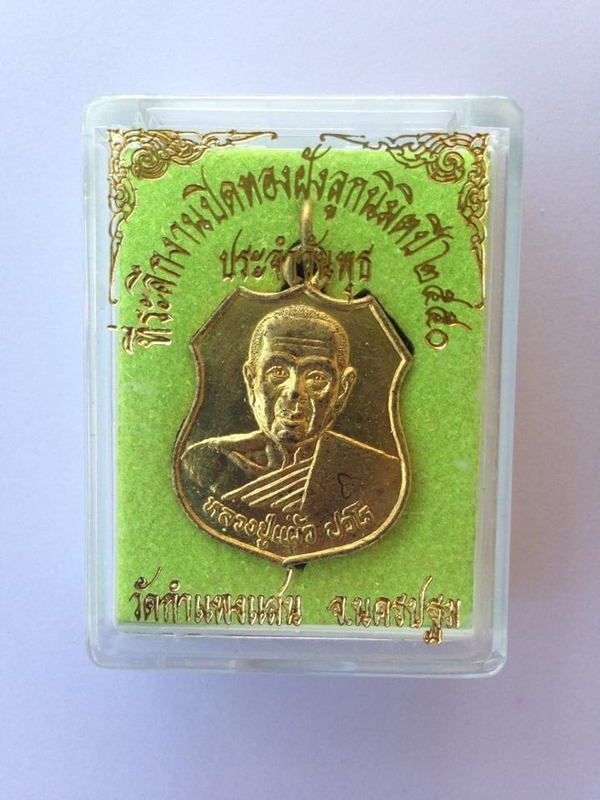 ที่ระลึกงานปิดทองฝังลูกนิมิตปี ๒๕๕๐
ประจำวันพุธ
หลวงปู่แผ้ว ปวโร
วัดกำแพงแสน จ.นครปฐม